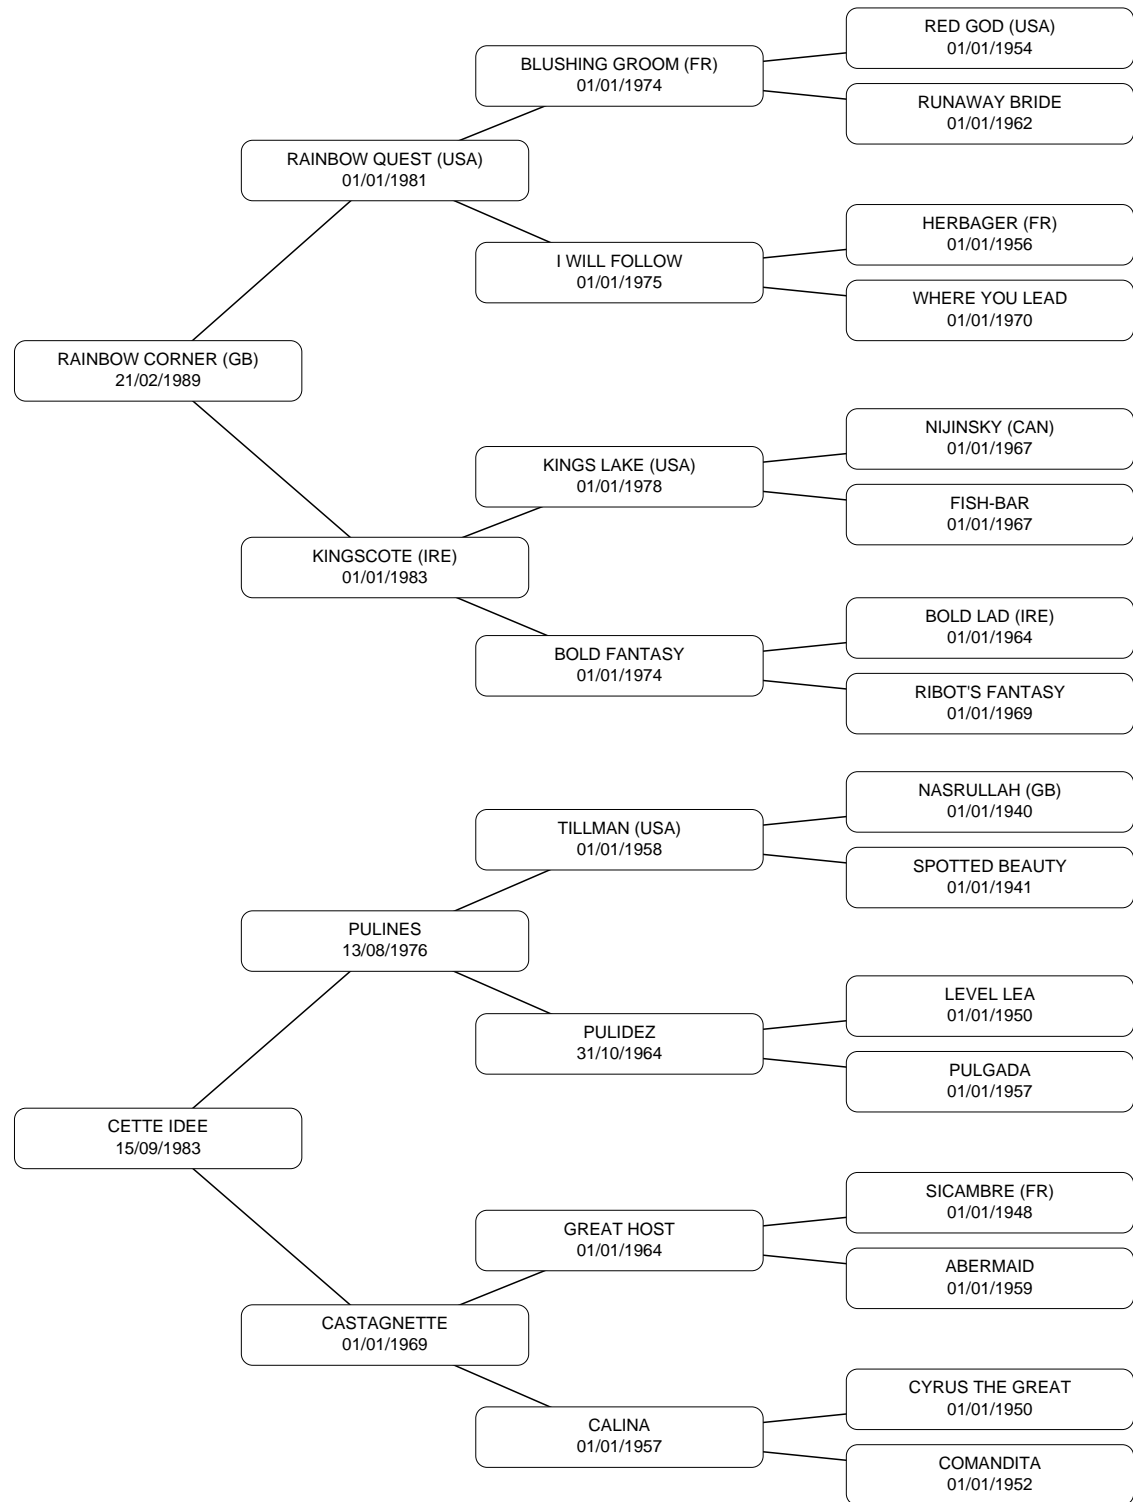 RED GOD (USA)
01/01/1954
BLUSHING GROOM (FR)
01/01/1974
RUNAWAY BRIDE
01/01/1962
RAINBOW QUEST (USA)
01/01/1981
HERBAGER (FR)
01/01/1956
I WILL FOLLOW
01/01/1975
WHERE YOU LEAD
01/01/1970
RAINBOW CORNER (GB)
21/02/1989
NIJINSKY (CAN)
01/01/1967
KINGS LAKE (USA)
01/01/1978
FISH-BAR
01/01/1967
KINGSCOTE (IRE)
01/01/1983
BOLD LAD (IRE)
01/01/1964
BOLD FANTASY
01/01/1974
RIBOT'S FANTASY
01/01/1969
NASRULLAH (GB)
01/01/1940
TILLMAN (USA)
01/01/1958
SPOTTED BEAUTY
01/01/1941
PULINES
13/08/1976
LEVEL LEA
01/01/1950
PULIDEZ
31/10/1964
PULGADA
01/01/1957
CETTE IDEE
15/09/1983
SICAMBRE (FR)
01/01/1948
GREAT HOST
01/01/1964
ABERMAID
01/01/1959
CASTAGNETTE
01/01/1969
CYRUS THE GREAT
01/01/1950
CALINA
01/01/1957
COMANDITA
01/01/1952